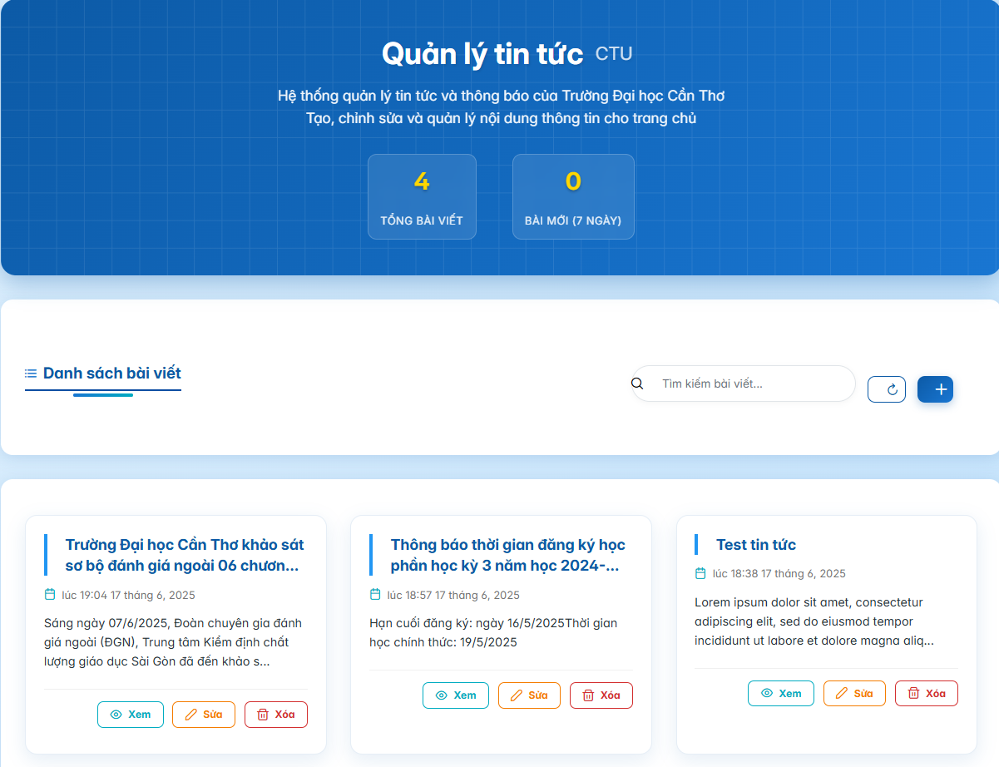 Quản lý tin tức CTU
Hệ thống quản lý tin tức và thông báo của Trường Đại học Cần Thơ
Tạo, chỉnh sửa và quản lý nội dung thông tin cho trang chủ
4
TỔNG BÀI VIẾT
0
BÀI MỚI (7 NGÀY)
Danh sách bài viết
Tìm kiếm bài viết...
Trường Đại học Cần Thơ khảo sát
sơ bộ đánh giá ngoài 06 chươn...
lúc 19:04 17 tháng 6, 2025
Sáng ngày 07/6/2025, Đoàn chuyên gia đánh
giá ngoài (ĐGN), Trung tâm Kiểm định chất
lượng giáo dục Sài Gòn đã đến khảo s...
Xem Sửa Xóa
Thông báo thời gian đăng ký học
phần học kỳ 3 năm học 2024-...
lúc 18:57 17 tháng 6, 2025
Hạn cuối đăng ký: ngày 16/5/2025Thời gian
học chính thức: 19/5/2025
Xem Sửa Xóa
Test tin tức
lúc 18:38 17 tháng 6, 2025
Lorem ipsum dolor sit amet, consectetur
adipiscing elit, sed do eiusmod tempor
incididunt ut labore et dolore magna aliq...
Xem Sửa Xóa